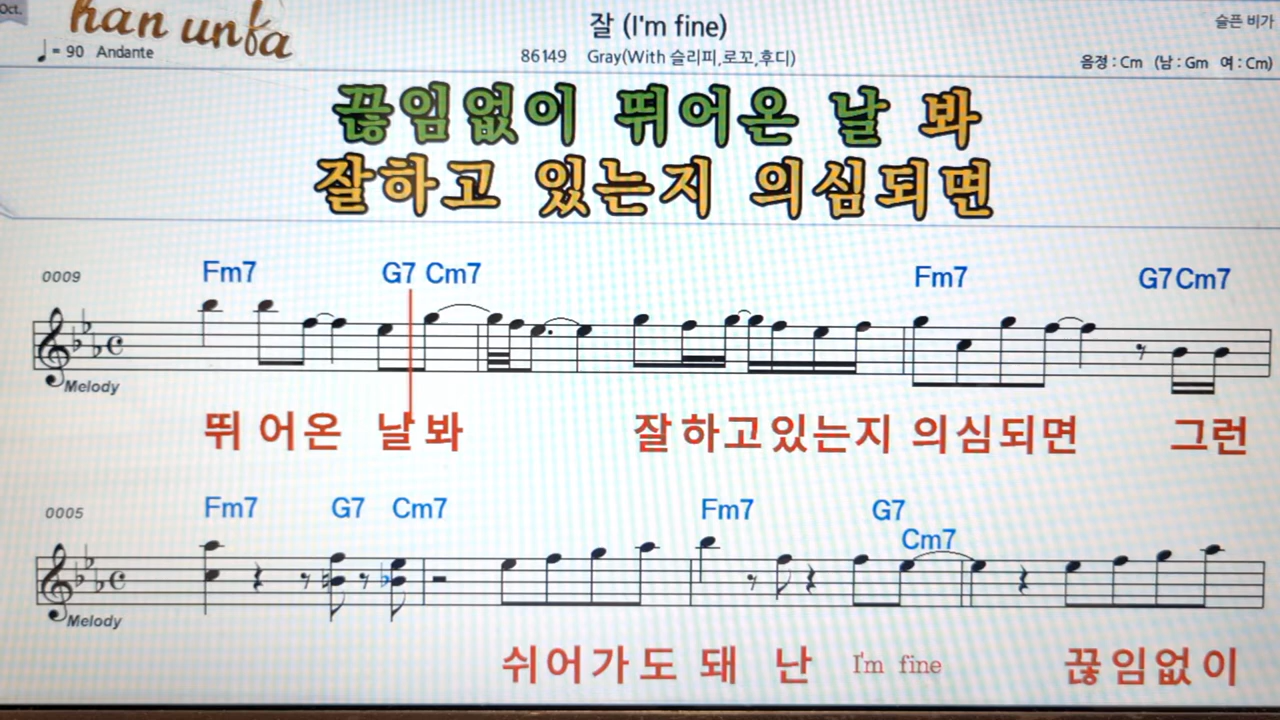 Oct.
han unfa
잘 (I'm fine)
슬픈 비가
♩ = 90 Andante
86149 Gray(With 슬리피,로꼬,후디)
음정 : Cm (남 : Gm 여 : Cm)
끊임없이 뛰어온 날 봐
잘하고 있는지 의심되면
0009 Fm7 G7 Cm7 Fm7 G7 Cm7
Melody
뛰 어온 날 봐 잘하고있는지 의심되면 그런
0005 Fm7 G7 Cm7 Fm7 G7
Cm7
Melody
쉬어가도 돼 난 I'm fine 끊임없이